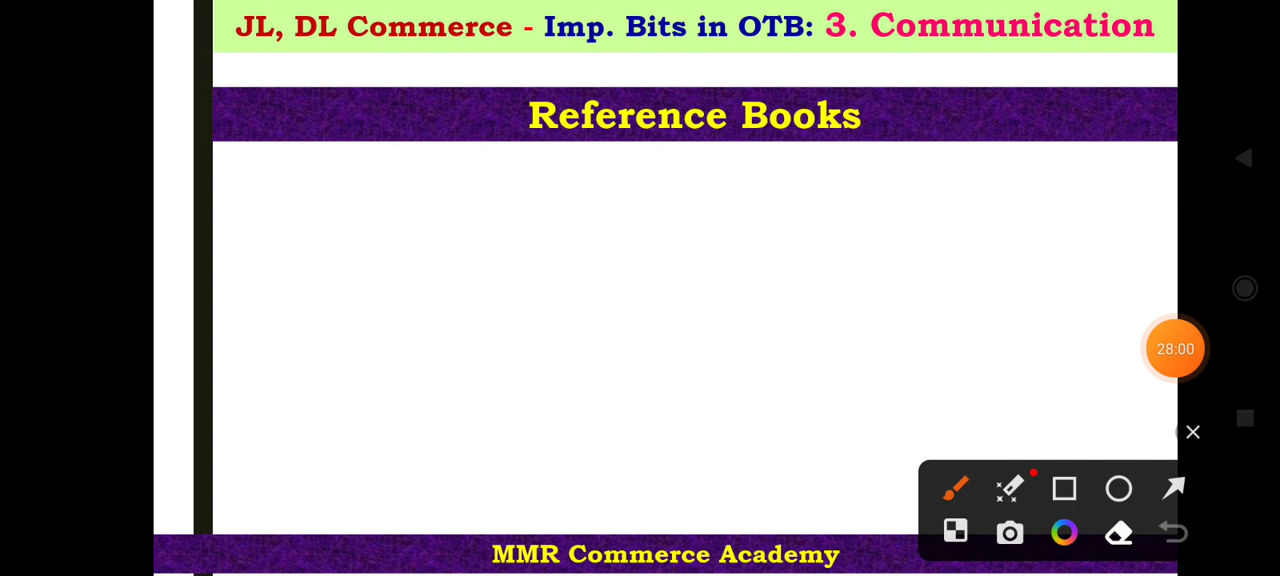 JL, DL Commerce - Imp. Bits in OTB: 3. Communication
Reference Books
28:00
MMR Commerce Academy